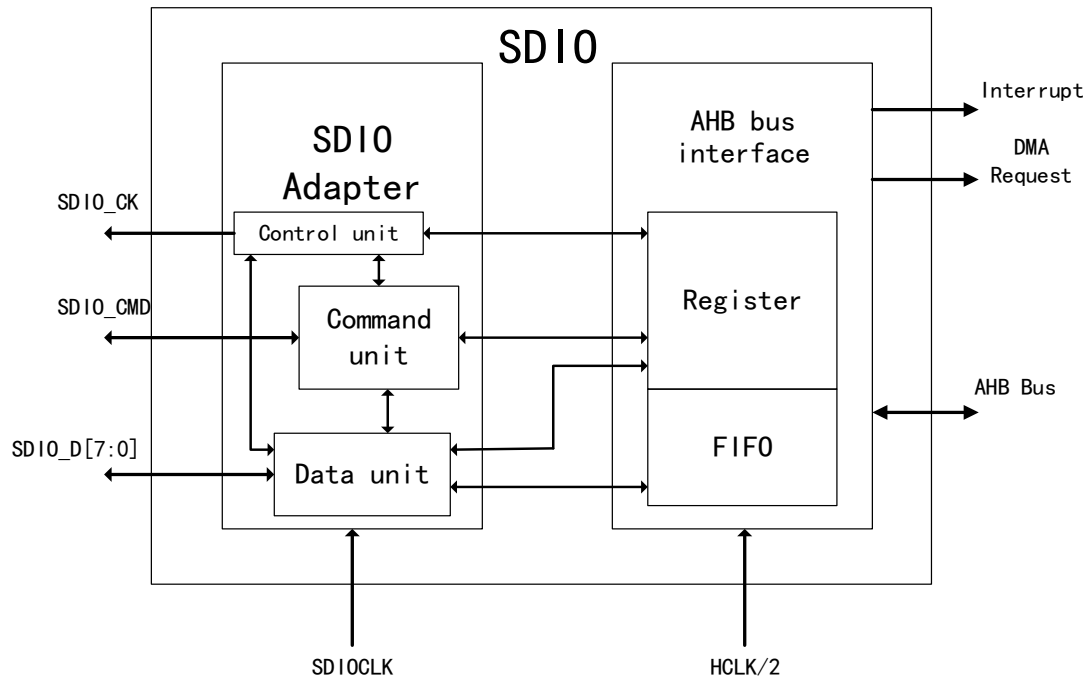 SDIO
SDIO
Adapter
AHB bus
interface
Interrupt
DMA
Request
SDIO_CK
Control unit
SDIO_CMD
Command
unit
Register
AHB Bus
SDIO_D[7:0]
Data unit
FIFO
SDIOCLK
HCLK/2